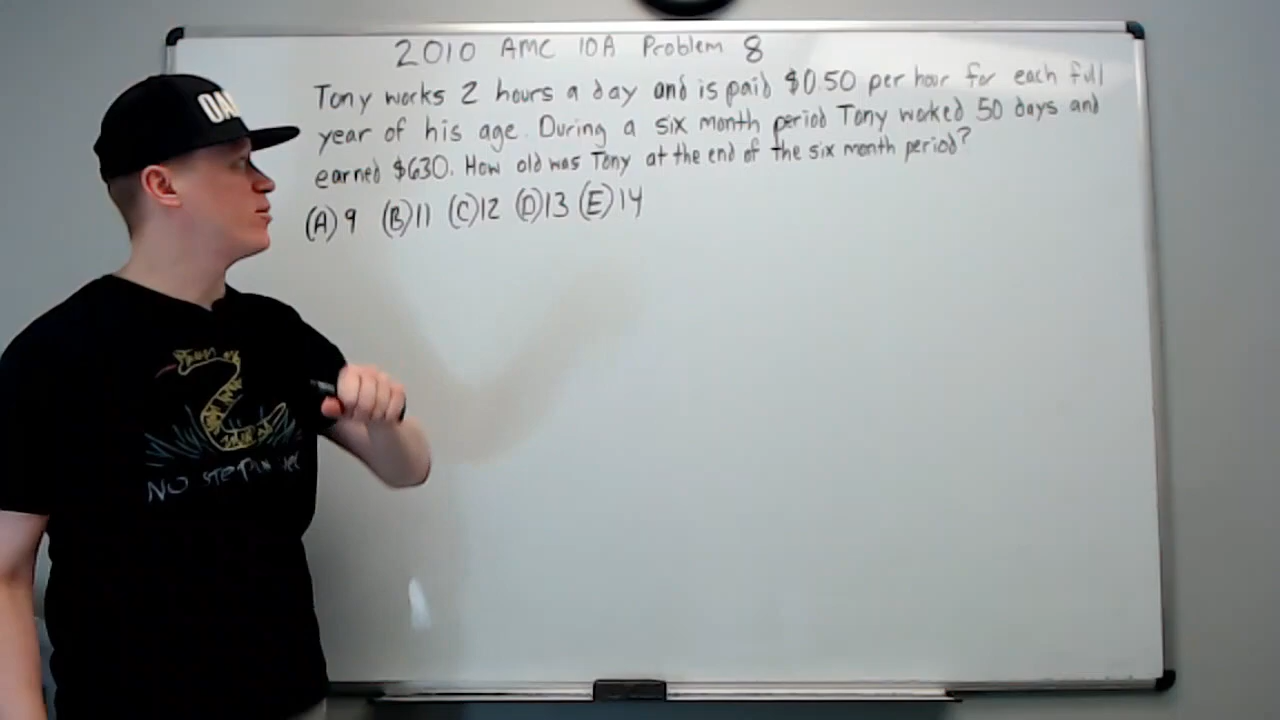 2010 AMC 10A Problem 8
Tony works 2 hours a day and is paid $0.50 per hour for each full
year of his age. During a six month period Tony worked 50 days and
earned $630. How old was Tony at the end of the six month period?
(A) 9 (B) 11 (C) 12 (D) 13 (E) 14
NO STEP